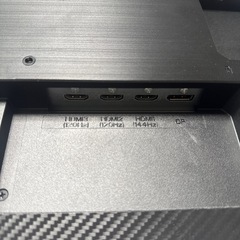 HDMI3 HDMI2 HDMI1 DP
(120Hz) (120Hz) (144Hz)